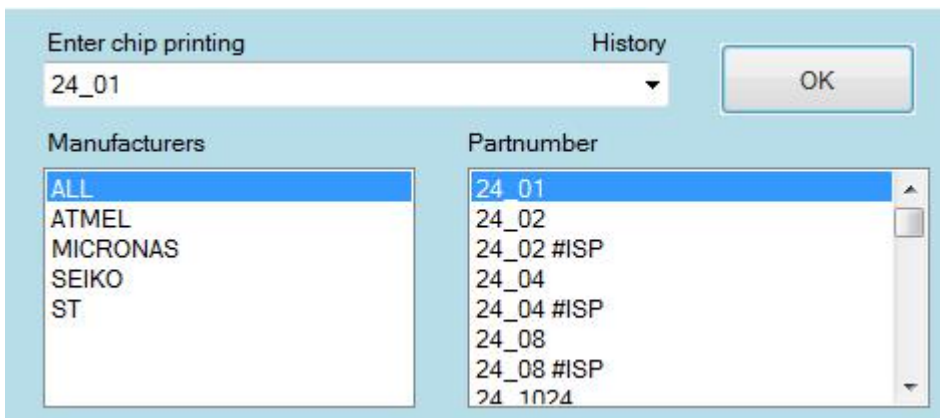 Enter chip printing History
24_01
OK
Manufacturers
ALL
ATMEL
MICRONAS
SEIKO
ST
Partnumber
24_01
24_02
24_02 #ISP
24_04
24_04 #ISP
24_08
24_08 #ISP
24_1024